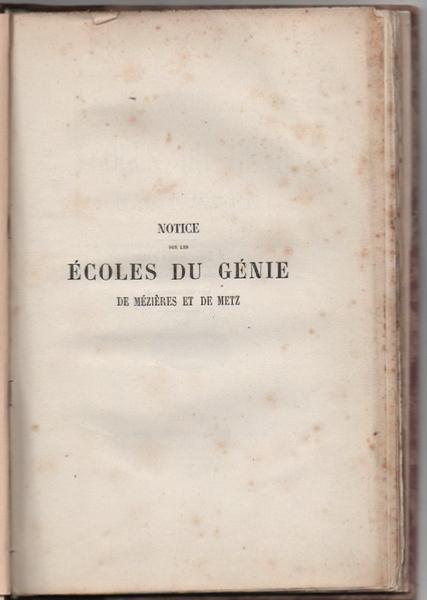 NOTICE
SUR LES
ÉCOLES DU GÉNIE
DE MÉZIÈRES ET DE METZ